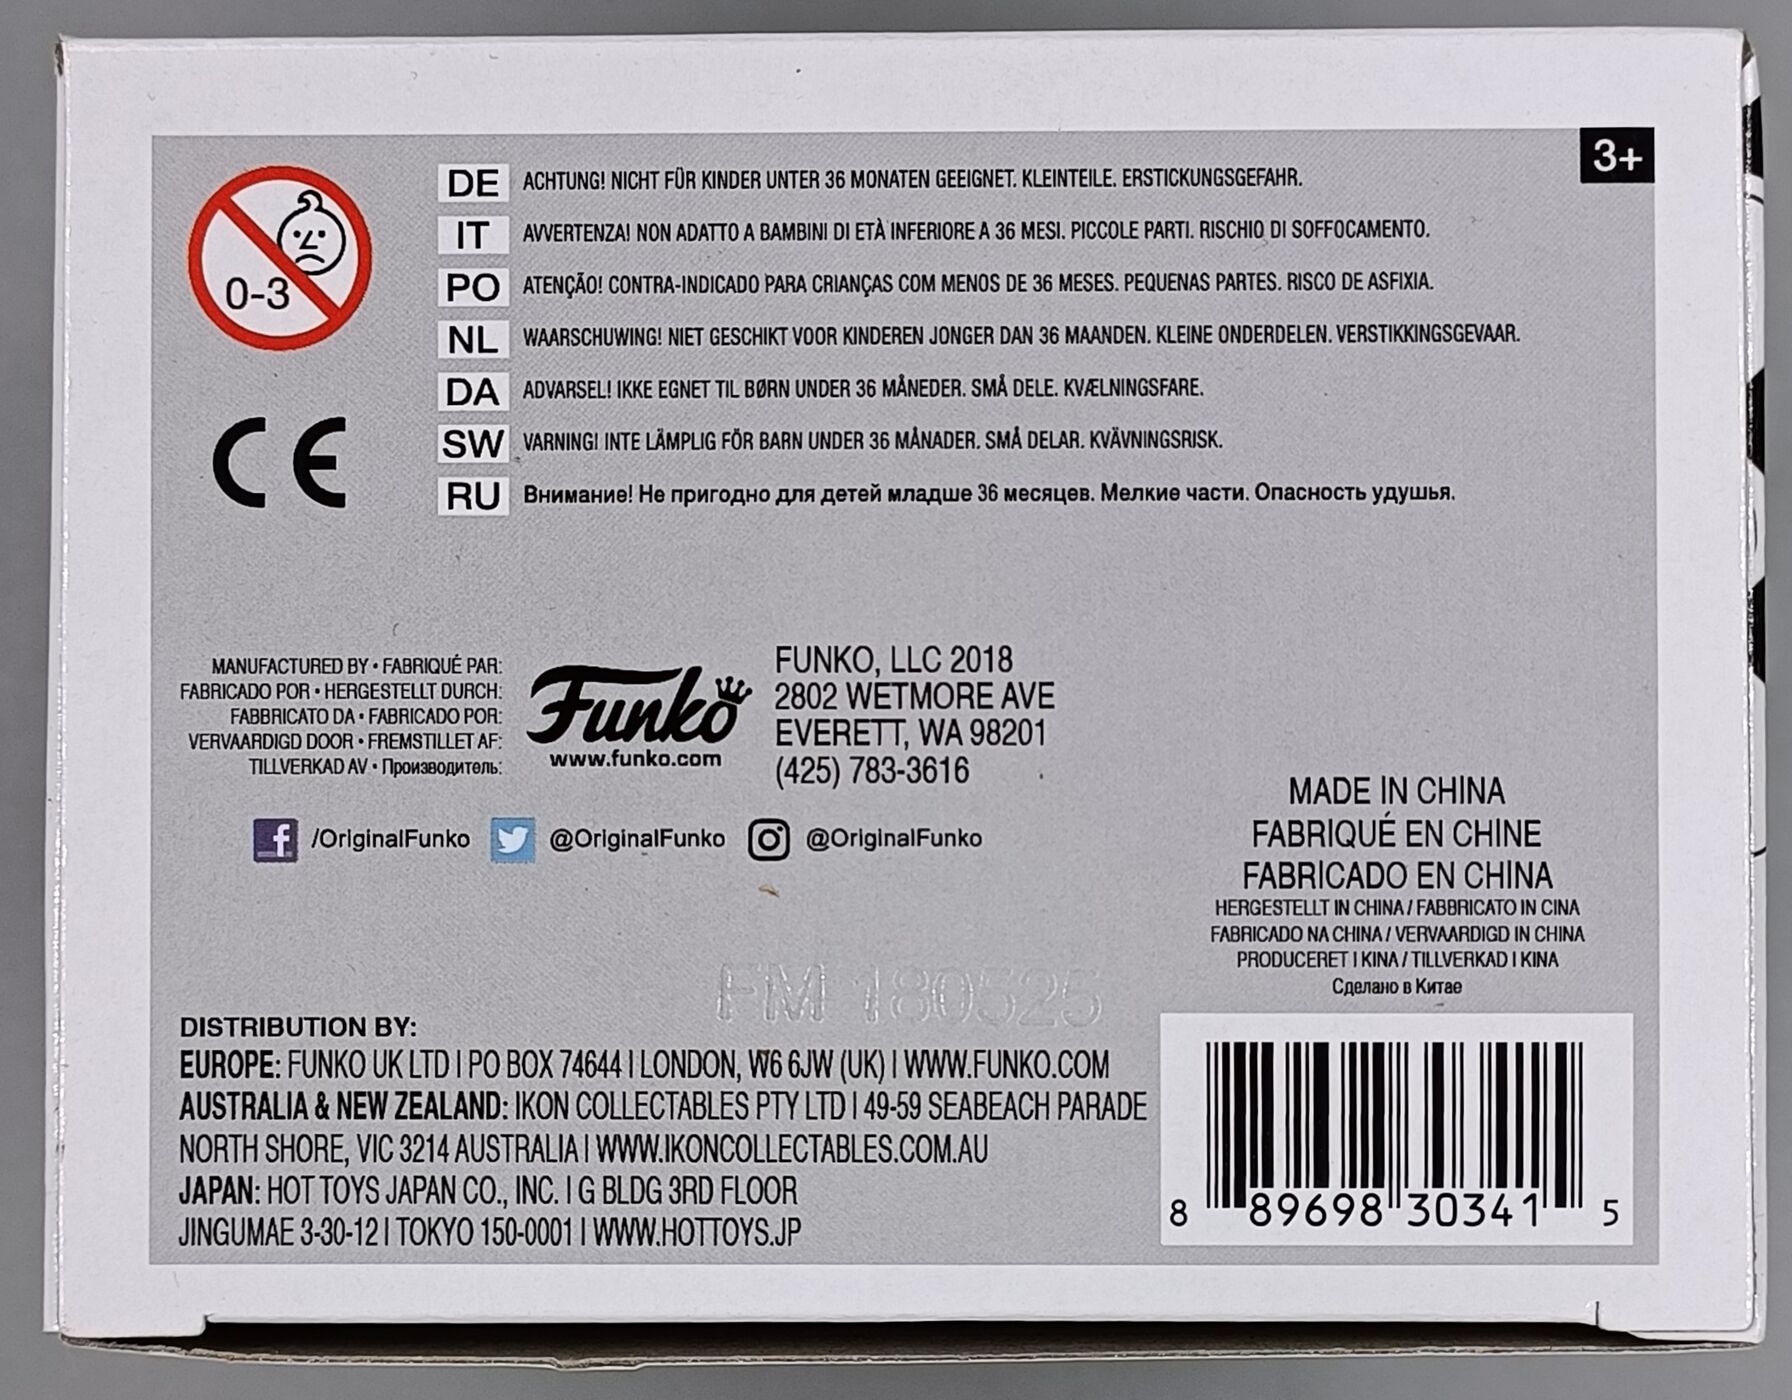 3+
0-3
DE ACHTUNG! NICHT FÜR KINDER UNTER 36 MONATEN GEEIGNET. KLEINTEILE. ERSTICKUNGSGEFAHR.
IT AVVERTENZA! NON ADATTO A BAMBINI DI ETÀ INFERIORE A 36 MESI. PICCOLE PARTI. RISCHIO DI SOFFOCAMENTO.
PO ATENÇÃO! CONTRA-INDICADO PARA CRIANÇAS COM MENOS DE 36 MESES. PEQUENAS PARTES. RISCO DE ASFIXIA.
NL WAARSCHUWING! NIET GESCHIKT VOOR KINDEREN JONGER DAN 36 MAANDEN. KLEINE ONDERDELEN. VERSTIKKINGSGEVAAR.
DA ADVARSEL! IKKE EGNET TIL BØRN UNDER 36 MÅNEDER. SMÅ DELE. KVÆLNINGSFARE.
SW VARNING! INTE LÄMPLIG FÖR BARN UNDER 36 MÅNADER. SMÅ DELAR. KVÄVNINGSRISK.
RU Внимание! Не пригодно для детей младше 36 месяцев. Мелкие части. Опасность удушья.
CE
MANUFACTURED BY • FABRIQUÉ PAR:
FABRICADO POR • HERGESTELLT DURCH:
FABBRICATO DA • FABRICADO POR:
VERVAARDIGD DOOR • FREMSTILLET AF:
TILLVERKAD AV • Производитель:
Funko
www.funko.com
FUNKO, LLC 2018
2802 WETMORE AVE
EVERETT, WA 98201
(425) 783-3616
f /OriginalFunko @OriginalFunko @OriginalFunko
MADE IN CHINA
FABRIQUÉ EN CHINE
FABRICADO EN CHINA
HERGESTELLT IN CHINA / FABBRICATO IN CINA
FABRICADO NA CHINA / VERVAARDIGD IN CHINA
PRODUCERET I KINA / TILLVERKAD I KINA
Сделано в Китае
FM 180525
DISTRIBUTION BY:
EUROPE: FUNKO UK LTD | PO BOX 74644 | LONDON, W6 6JW (UK) | WWW.FUNKO.COM
AUSTRALIA & NEW ZEALAND: IKON COLLECTABLES PTY LTD | 49-59 SEABEACH PARADE
NORTH SHORE, VIC 3214 AUSTRALIA | WWW.IKONCOLLECTABLES.COM.AU
JAPAN: HOT TOYS JAPAN CO., INC. | G BLDG 3RD FLOOR
JINGUMAE 3-30-12 | TOKYO 150-0001 | WWW.HOTTOYS.JP
8 89698 30341 5